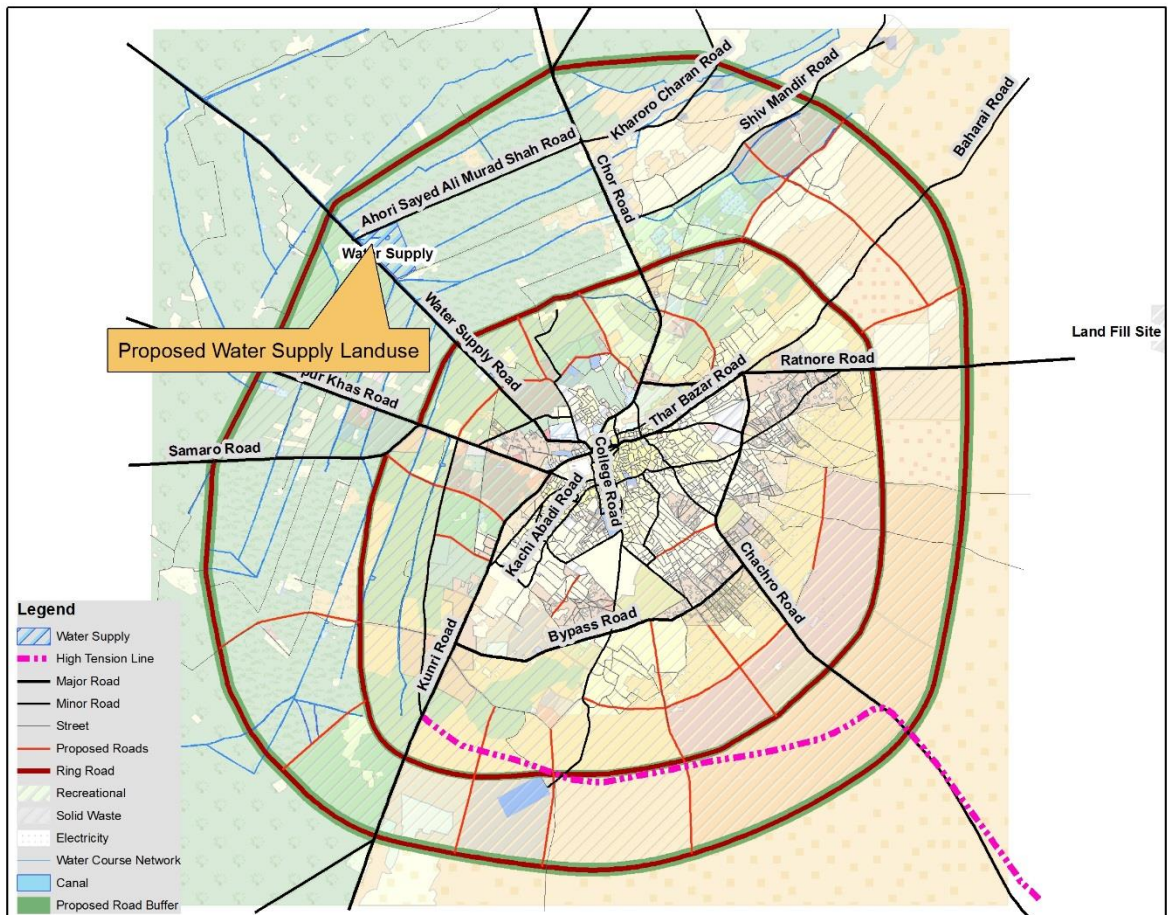 Kharoro Charan Road
Shiv Mandir Road
Baharai Road
Ahori Sayed Ali Murad Shah Road
Chor Road
Water Supply
Proposed Water Supply Landuse
Water Supply Road
Land Fill Site
Ratnore Road
Thar Bazar Road
pur Khas Road
Samaro Road
College Road
Kachi Abadi Road
Chachro Road
Bypass Road
Kunri Road
Legend
Water Supply
High Tension Line
Major Road
Minor Road
Street
Proposed Roads
Ring Road
Recreational
Solid Waste
Electricity
Water Course Network
Canal
Proposed Road Buffer